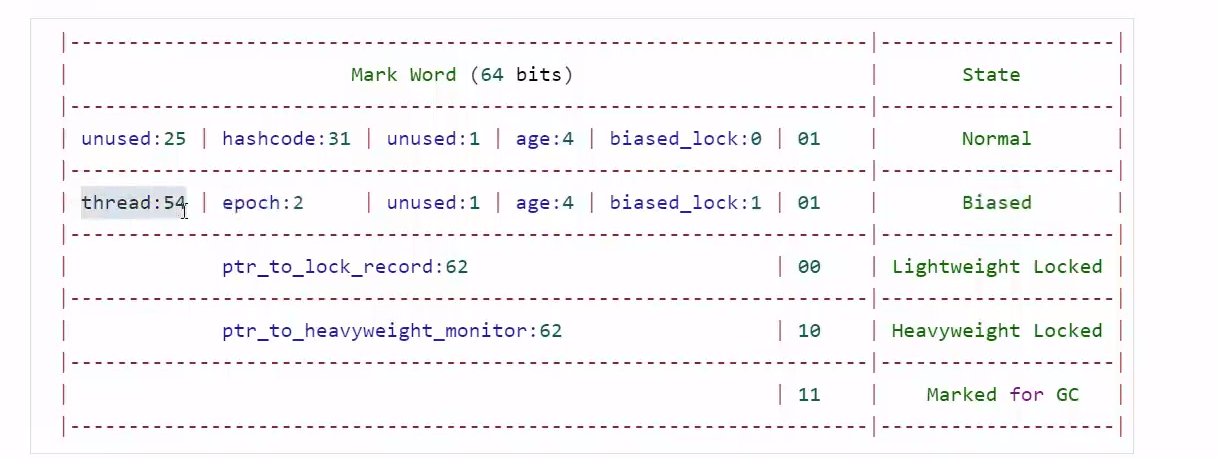 |--------------------------------------------------------------------|--------------------|
| Mark Word (64 bits) | State |
|--------------------------------------------------------------------|--------------------|
| unused:25 | hashcode:31 | unused:1 | age:4 | biased_lock:0 | 01 | Normal |
|--------------------------------------------------------------------|--------------------|
| thread:54 | epoch:2 | unused:1 | age:4 | biased_lock:1 | 01 | Biased |
|--------------------------------------------------------------------|--------------------|
| ptr_to_lock_record:62 | 00 | Lightweight Locked |
|--------------------------------------------------------------------|--------------------|
| ptr_to_heavyweight_monitor:62 | 10 | Heavyweight Locked |
|--------------------------------------------------------------------|--------------------|
| | 11 | Marked for GC |
|--------------------------------------------------------------------|--------------------|